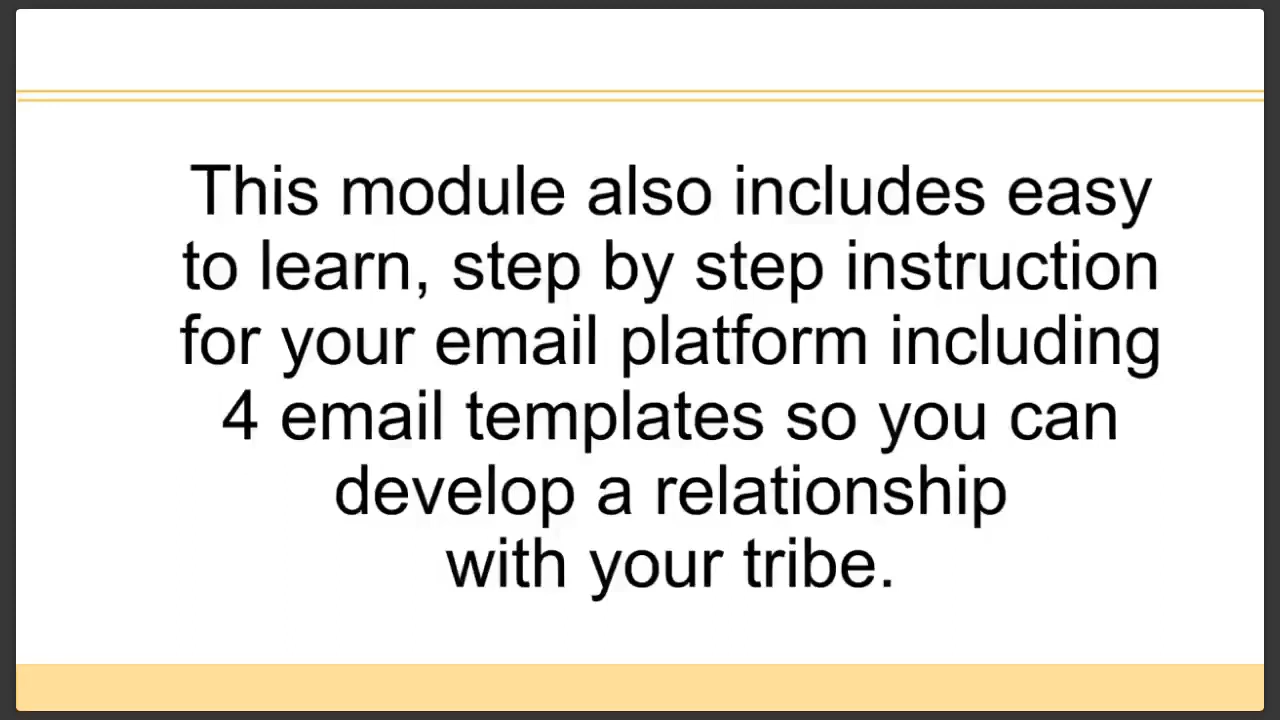 This module also includes easy
to learn, step by step instruction
for your email platform including
4 email templates so you can
develop a relationship
with your tribe.